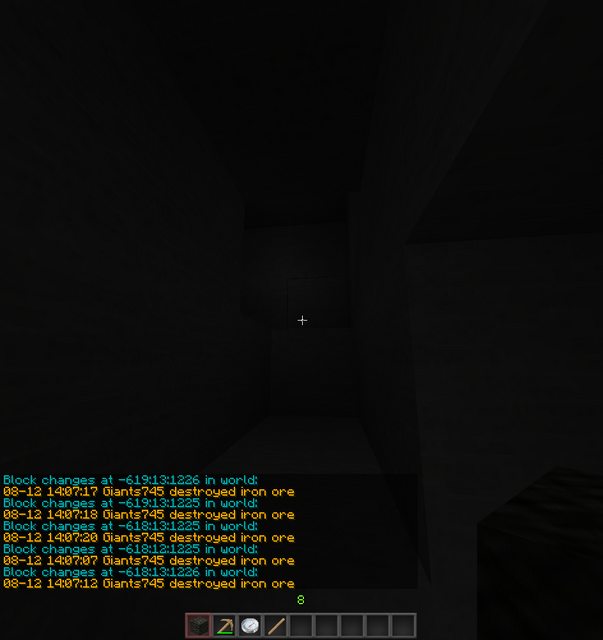 Block changes at -619:13:1226 in world:
08-12 14:07:17 Giants745 destroyed iron ore
Block changes at -619:13:1225 in world:
08-12 14:07:18 Giants745 destroyed iron ore
Block changes at -618:13:1225 in world:
08-12 14:07:20 Giants745 destroyed iron ore
Block changes at -618:12:1225 in world:
08-12 14:07:07 Giants745 destroyed iron ore
Block changes at -618:13:1226 in world:
08-12 14:07:12 Giants745 destroyed iron ore
8